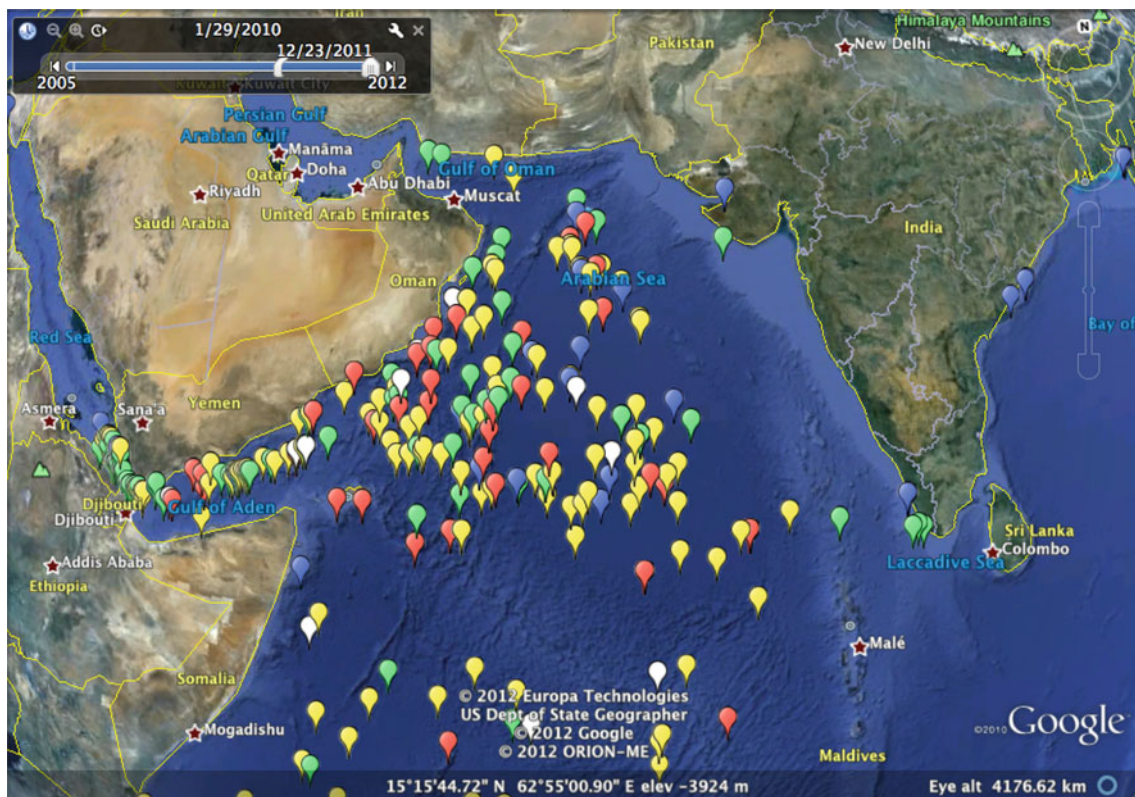 Iran
1/29/2010
Himalaya Mountains
N
12/23/2011
Pakistan
New Delhi
2005
2012
Kuwait
Kuwait City
Persian Gulf
Arabian Gulf
Manāma
Gulf of Oman
Qatar
Doha
Abu Dhabi
Riyadh
Muscat
United Arab Emirates
Saudi Arabia
India
Oman
Arabian Sea
Red Sea
Bay of
Yemen
Asmera
Sana'a
Djibouti
Gulf of Aden
Djibouti
Sri Lanka
Colombo
Addis Ababa
Laccadive Sea
Ethiopia
Malé
Somalia
© 2012 Europa Technologies
US Dept of State Geographer
© 2012 Google
© 2012 ORION-ME
Mogadishu
©2010 Google
Maldives
15°15'44.72" N 62°55'00.90" E elev -3924 m
Eye alt 4176.62 km